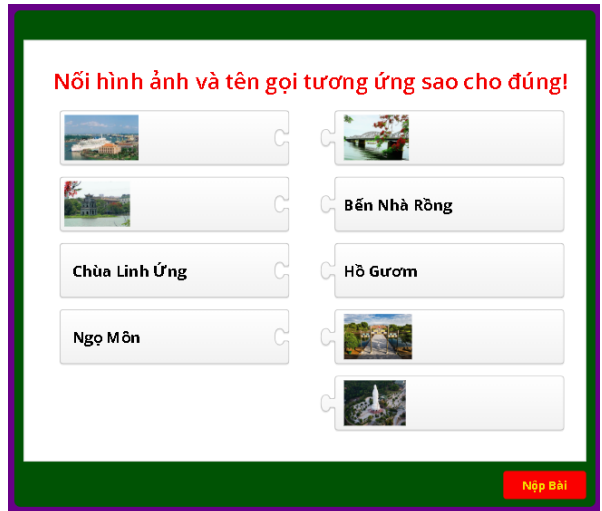 Nối hình ảnh và tên gọi tương ứng sao cho đúng!
Bến Nhà Rồng
Chùa Linh Ứng
Hồ Gươm
Ngọ Môn
Nộp Bài